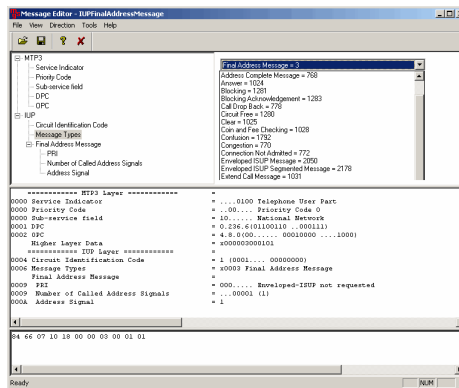 Message Editor - IUPFinalAddressMessage
File View Direction Tools Help
MTP3
Service Indicator
Priority Code
Sub-service field
DPC
OPC
IUP
Circuit Identification Code
Message Types
Final Address Message
PRI
Number of Called Address Signals
Address Signal
Final Address Message = 3
Address Complete Message = 768
Answer = 1024
Blocking = 1281
Blocking Acknowledgement = 1283
Call Drop Back = 778
Circuit Free = 1280
Clear = 1025
Coin and Fee Checking = 1028
Confusion = 1792
Congestion = 770
Connection Not Admitted = 772
Enveloped ISUP Message = 2050
Enveloped ISUP Segmented Message = 2178
Extend Call Message = 1031
============ MTP3 Layer ============ =
0000 Service Indicator = ....0100 Telephone User Part
0000 Priority Code = ..00.... Priority Code 0
0000 Sub-service field = 10...... National Network
0001 DPC = 0.236.6(01100110 ..000111)
0002 OPC = 4.8.0(00...... 00010000 ....1000)
Higher Layer Data = x000003000101
============ IUP Layer ============ =
0004 Circuit Identification Code = 1 (0001.... 00000000)
0006 Message Types = x0003 Final Address Message
Final Address Message =
0009 PRI = 000..... Enveloped-ISUP not requested
0009 Number of Called Address Signals = ...00001 (1)
000A Address Signal = 1
84 66 07 10 18 00 00 03 00 01 01
Ready NUM